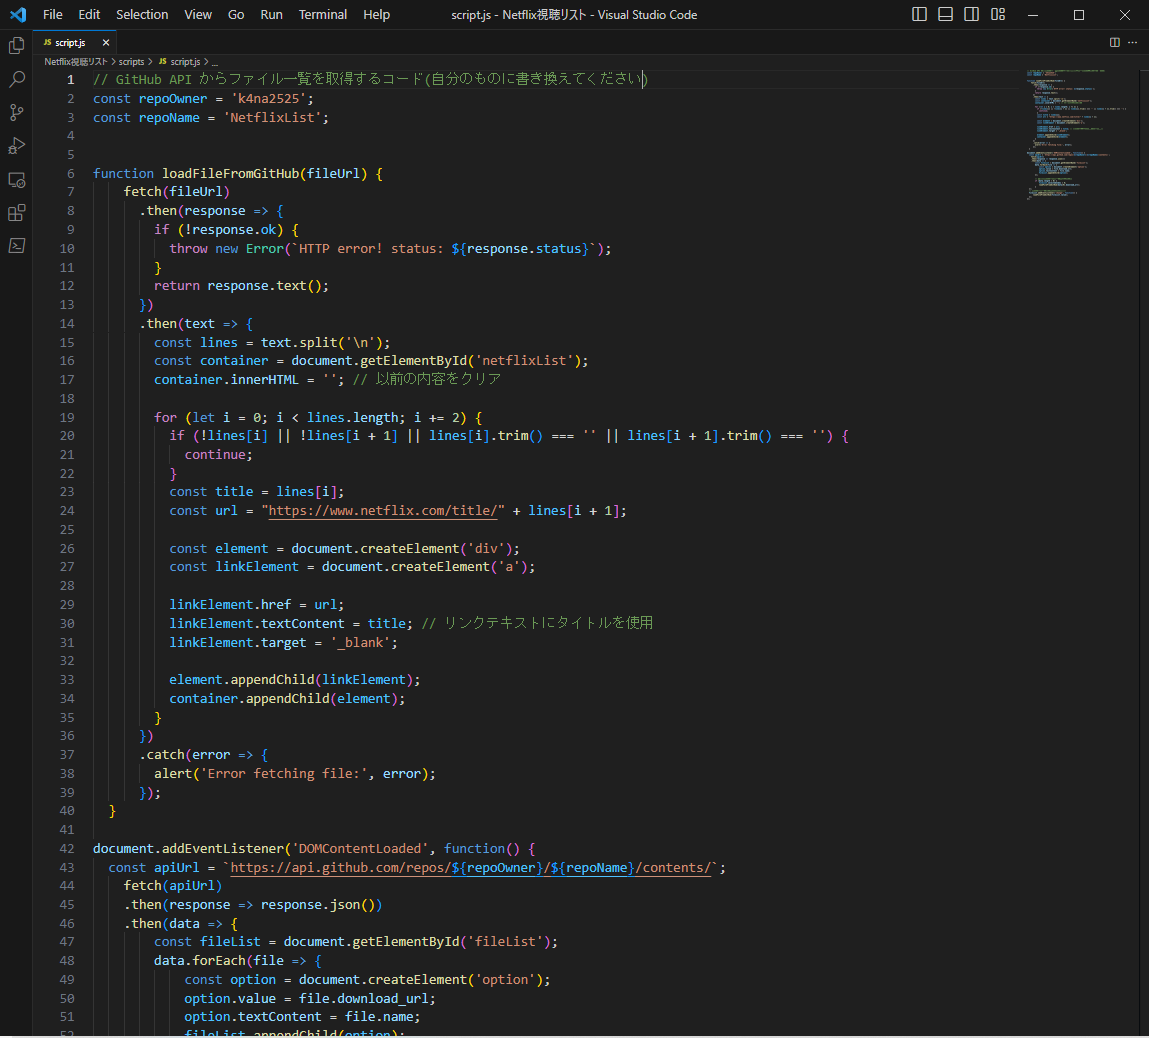 File Edit Selection View Go Run Terminal Help script.js - Netflix視聴リスト - Visual Studio Code
JS script.js ×
Netflix視聴リスト > scripts > JS script.js > ...
1 // GitHub API からファイル一覧を取得するコード(自分のものに書き換えてください)
2 const repoOwner = 'k4na2525';
3 const repoName = 'NetflixList';
4
5
6 function loadFileFromGitHub(fileUrl) {
7 fetch(fileUrl)
8 .then(response => {
9 if (!response.ok) {
10 throw new Error(`HTTP error! status: ${response.status}`);
11 }
12 return response.text();
13 })
14 .then(text => {
15 const lines = text.split('\n');
16 const container = document.getElementById('netflixList');
17 container.innerHTML = ''; // 以前の内容をクリア
18
19 for (let i = 0; i < lines.length; i += 2) {
20 if (!lines[i] || !lines[i + 1] || lines[i].trim() === '' || lines[i + 1].trim() === '') {
21 continue;
22 }
23 const title = lines[i];
24 const url = "https://www.netflix.com/title/" + lines[i + 1];
25
26 const element = document.createElement('div');
27 const linkElement = document.createElement('a');
28
29 linkElement.href = url;
30 linkElement.textContent = title; // リンクテキストにタイトルを使用
31 linkElement.target = '_blank';
32
33 element.appendChild(linkElement);
34 container.appendChild(element);
35 }
36 })
37 .catch(error => {
38 alert('Error fetching file:', error);
39 });
40 }
41
42 document.addEventListener('DOMContentLoaded', function() {
43 const apiUrl = `https://api.github.com/repos/${repoOwner}/${repoName}/contents/`;
44 fetch(apiUrl)
45 .then(response => response.json())
46 .then(data => {
47 const fileList = document.getElementById('fileList');
48 data.forEach(file => {
49 const option = document.createElement('option');
50 option.value = file.download_url;
51 option.textContent = file.name;
52 fileList.appendChild(option);